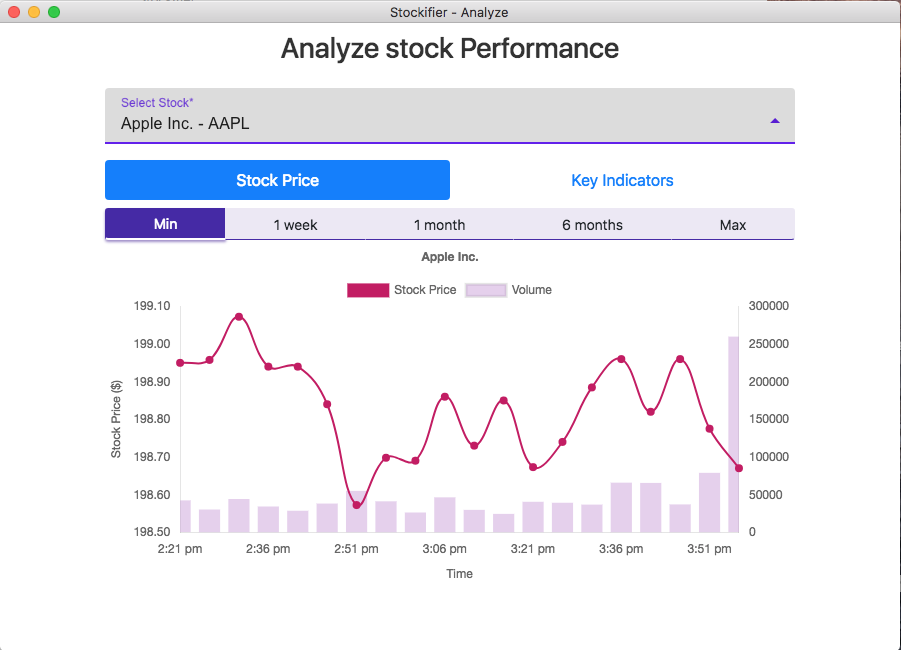 Stockifier - Analyze
Analyze stock Performance
Select Stock*
Apple Inc. - AAPL
Stock Price Key Indicators
Min 1 week 1 month 6 months Max
Apple Inc.
Stock Price Volume
199.10 300000
199.00 250000
198.90 200000
198.80 150000
198.70 100000
198.60 50000
198.50 0
Stock Price ($)
2:21 pm 2:36 pm 2:51 pm 3:06 pm 3:21 pm 3:36 pm 3:51 pm
Time